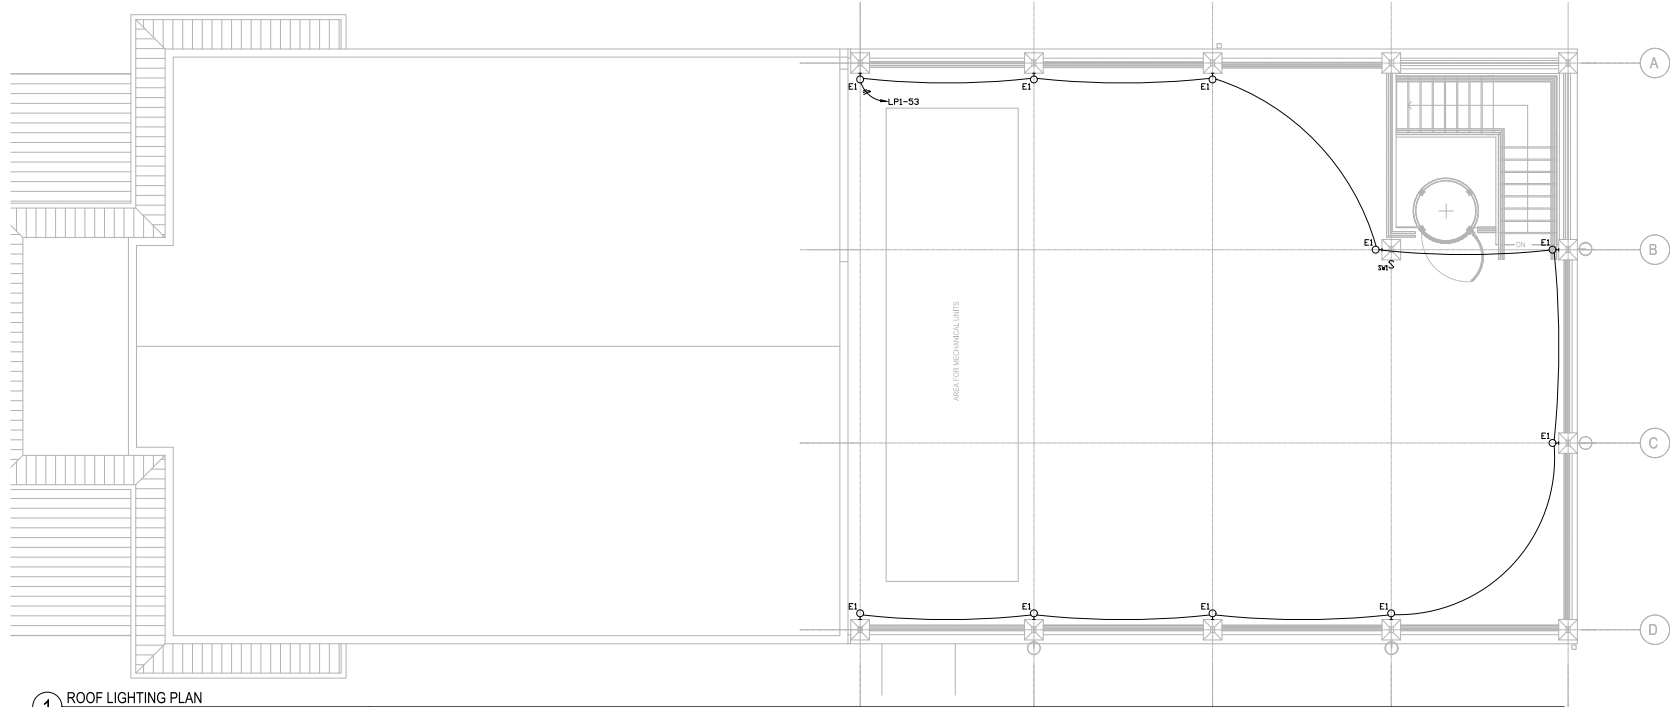 A
E1
E1
E1
LP1-53
E1
DN
E1
B
SW1
AREA FOR MECHANICAL UNITS
E1
C
E1
E1
E1
E1
D
1
ROOF LIGHTING PLAN